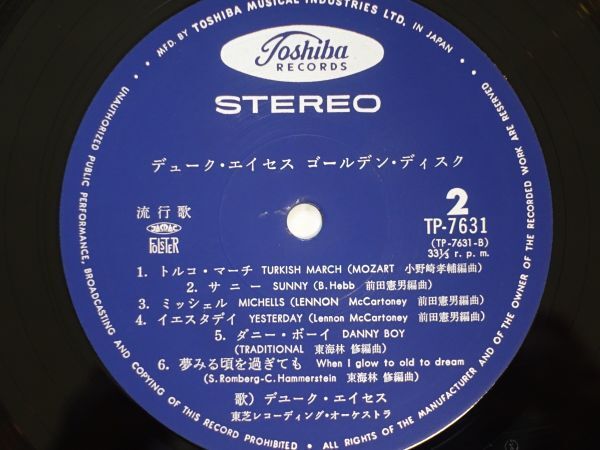 MFD. BY TOSHIBA MUSICAL INDUSTRIES LTD. IN JAPAN
Toshiba
RECORDS
STEREO
デューク・エイセス ゴールデン・ディスク
流行歌
POLSTER
2
TP-7631
(TP-7631-B)
33⅓ r. p. m.
1. トルコ・マーチ TURKISH MARCH (MOZART 小野崎孝輔編曲)
2. サニー SUNNY (B. Hebb 前田憲男編曲)
3. ミッシェル MICHELLS (LENNON McCartoney 前田憲男編曲)
4. イエスタデイ YESTERDAY (Lennon McCartoney 前田憲男編曲)
5. ダニー・ボーイ DANNY BOY
(TRADITIONAL 東海林 修編曲)
6. 夢みる頃を過ぎても When I glow to old to dream
(S. Romberg-C. Hammerstein 東海林 修編曲)
歌) デューク・エイセス
東芝レコーディング・オーケストラ
UNAUTHORIZED PUBLIC PERFORMANCE, BROADCASTING AND COPYING OF THIS RECORD PROHIBITED • ALL RIGHTS OF THE MANUFACTURER AND OF THE OWNER OF THE RECORDED WORK ARE RESERVED